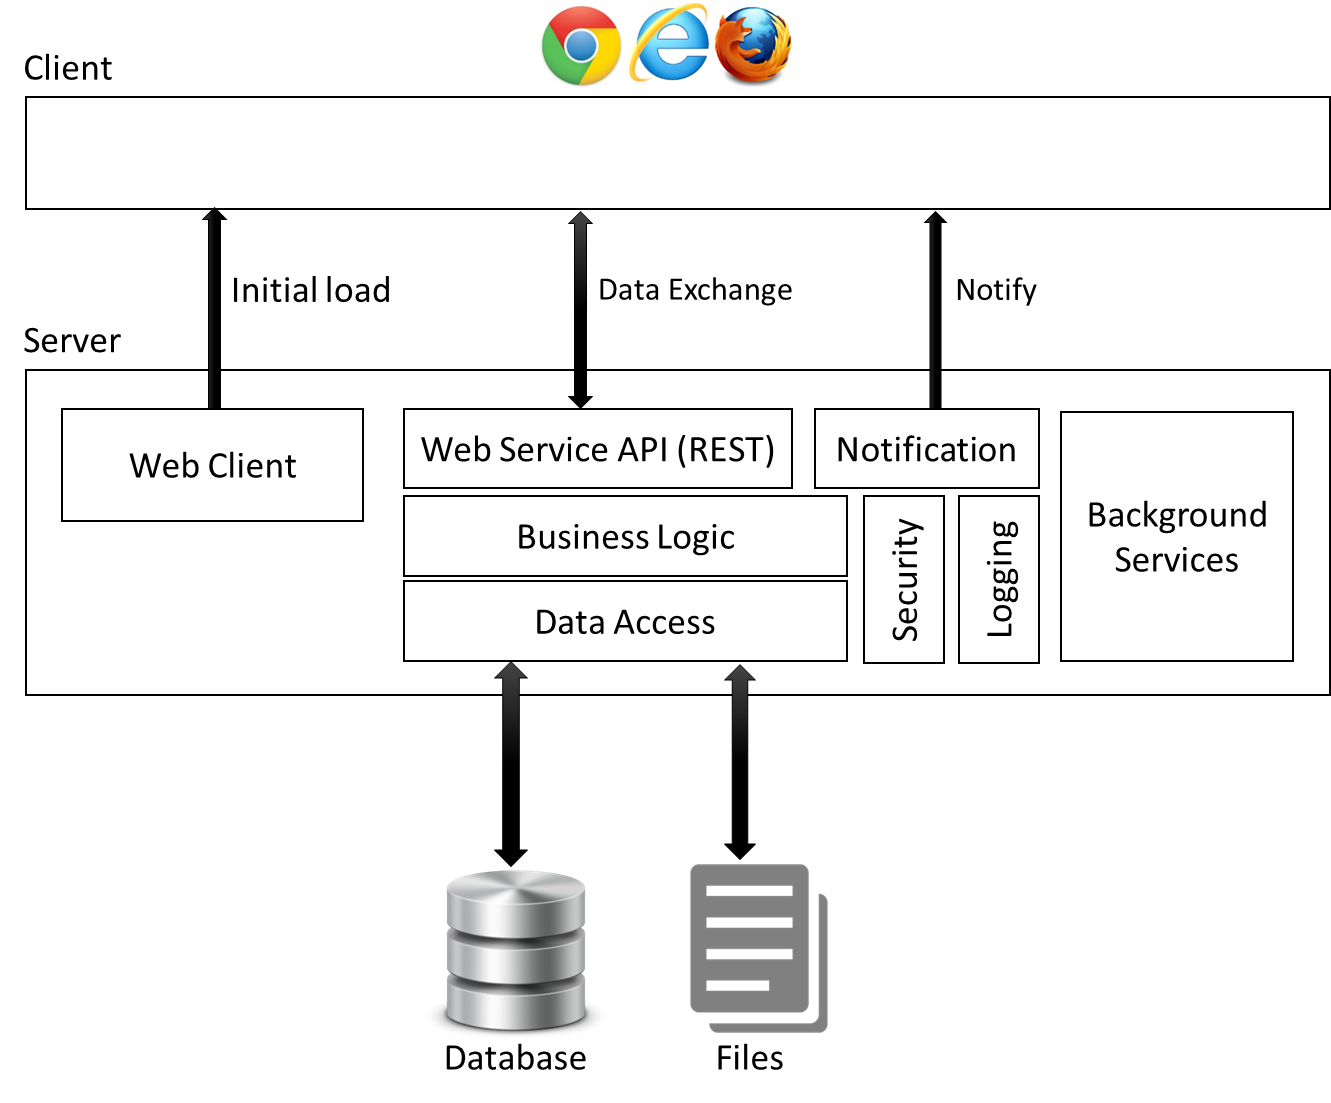 Client
Initial load
Data Exchange
Notify
Server
Web Client
Web Service API (REST)
Notification
Background
Services
Business Logic
Security
Logging
Data Access
Database
Files